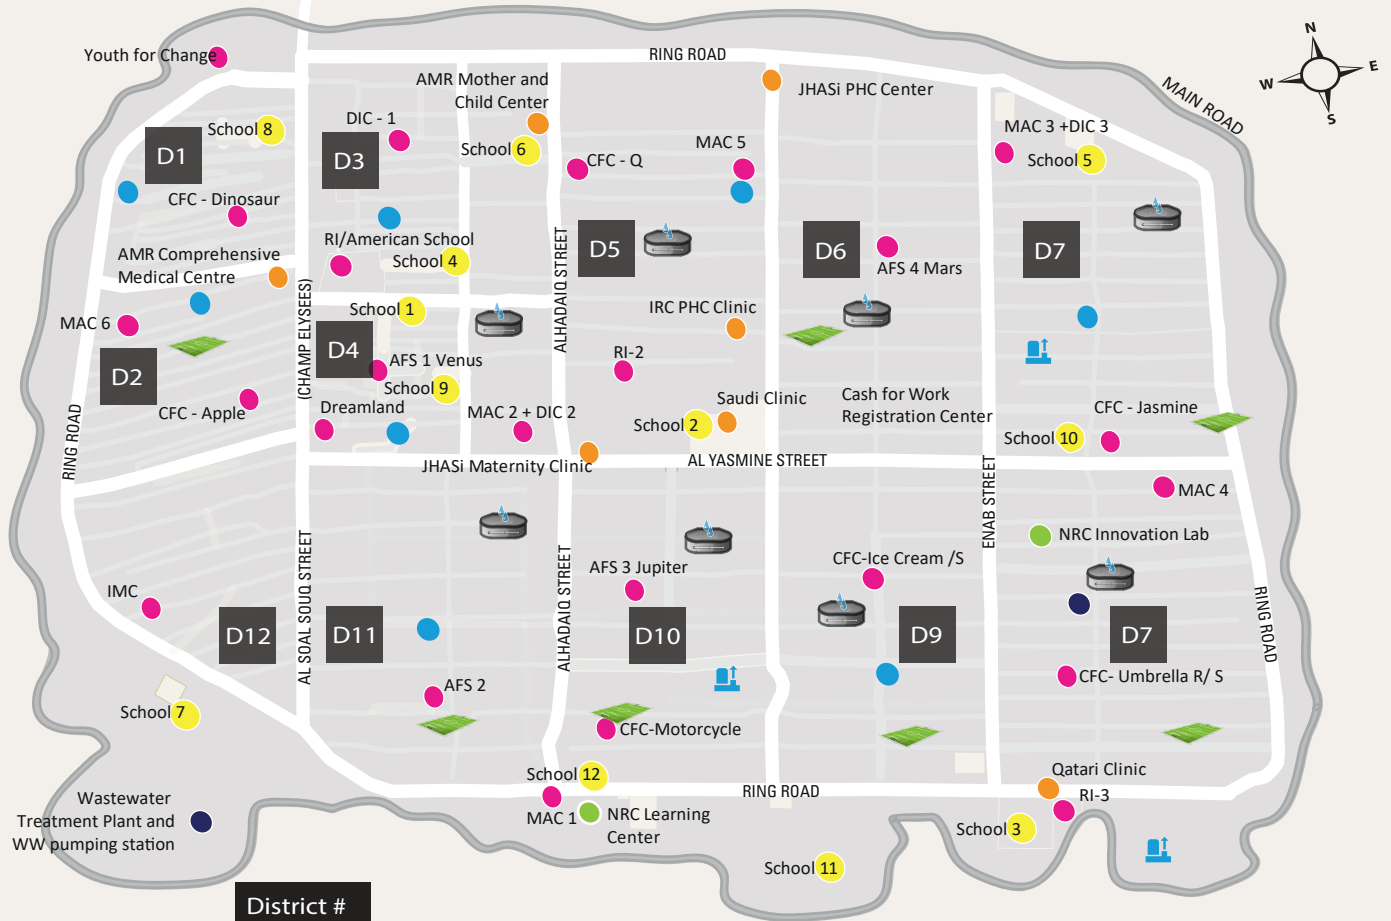 N
W
E
S
MAIN ROAD
RING ROAD
Youth for Change
AMR Mother and
Child Center
JHASi PHC Center
DIC - 1
School 8
School 6
MAC 5
MAC 3 +DIC 3
School 5
D1
D3
CFC - Q
CFC - Dinosaur
RI/American School
School 4
D5
D6
D7
AFS 4 Mars
ALHADAIQ STREET
AMR Comprehensive
Medical Centre
(CHAMP ELYSEES)
School 1
IRC PHC Clinic
MAC 6
D4
D2
AFS 1 Venus
School 9
RI-2
CFC - Apple
Dreamland
MAC 2 + DIC 2
Saudi Clinic
School 2
Cash for Work
Registration Center
CFC - Jasmine
School 10
RING ROAD
JHASi Maternity Clinic
AL YASMINE STREET
MAC 4
ENAB STREET
NRC Innovation Lab
AL SOAL SOUQ STREET
ALHADAIQ STREET
AFS 3 Jupiter
CFC-Ice Cream /S
IMC
D12
D11
D10
D9
D7
RING ROAD
AFS 2
CFC- Umbrella R/ S
School 7
CFC-Motorcycle
School 12
RING ROAD
Qatari Clinic
RI-3
Wastewater
Treatment Plant and
WW pumping station
MAC 1
NRC Learning
Center
School 3
School 11
District #